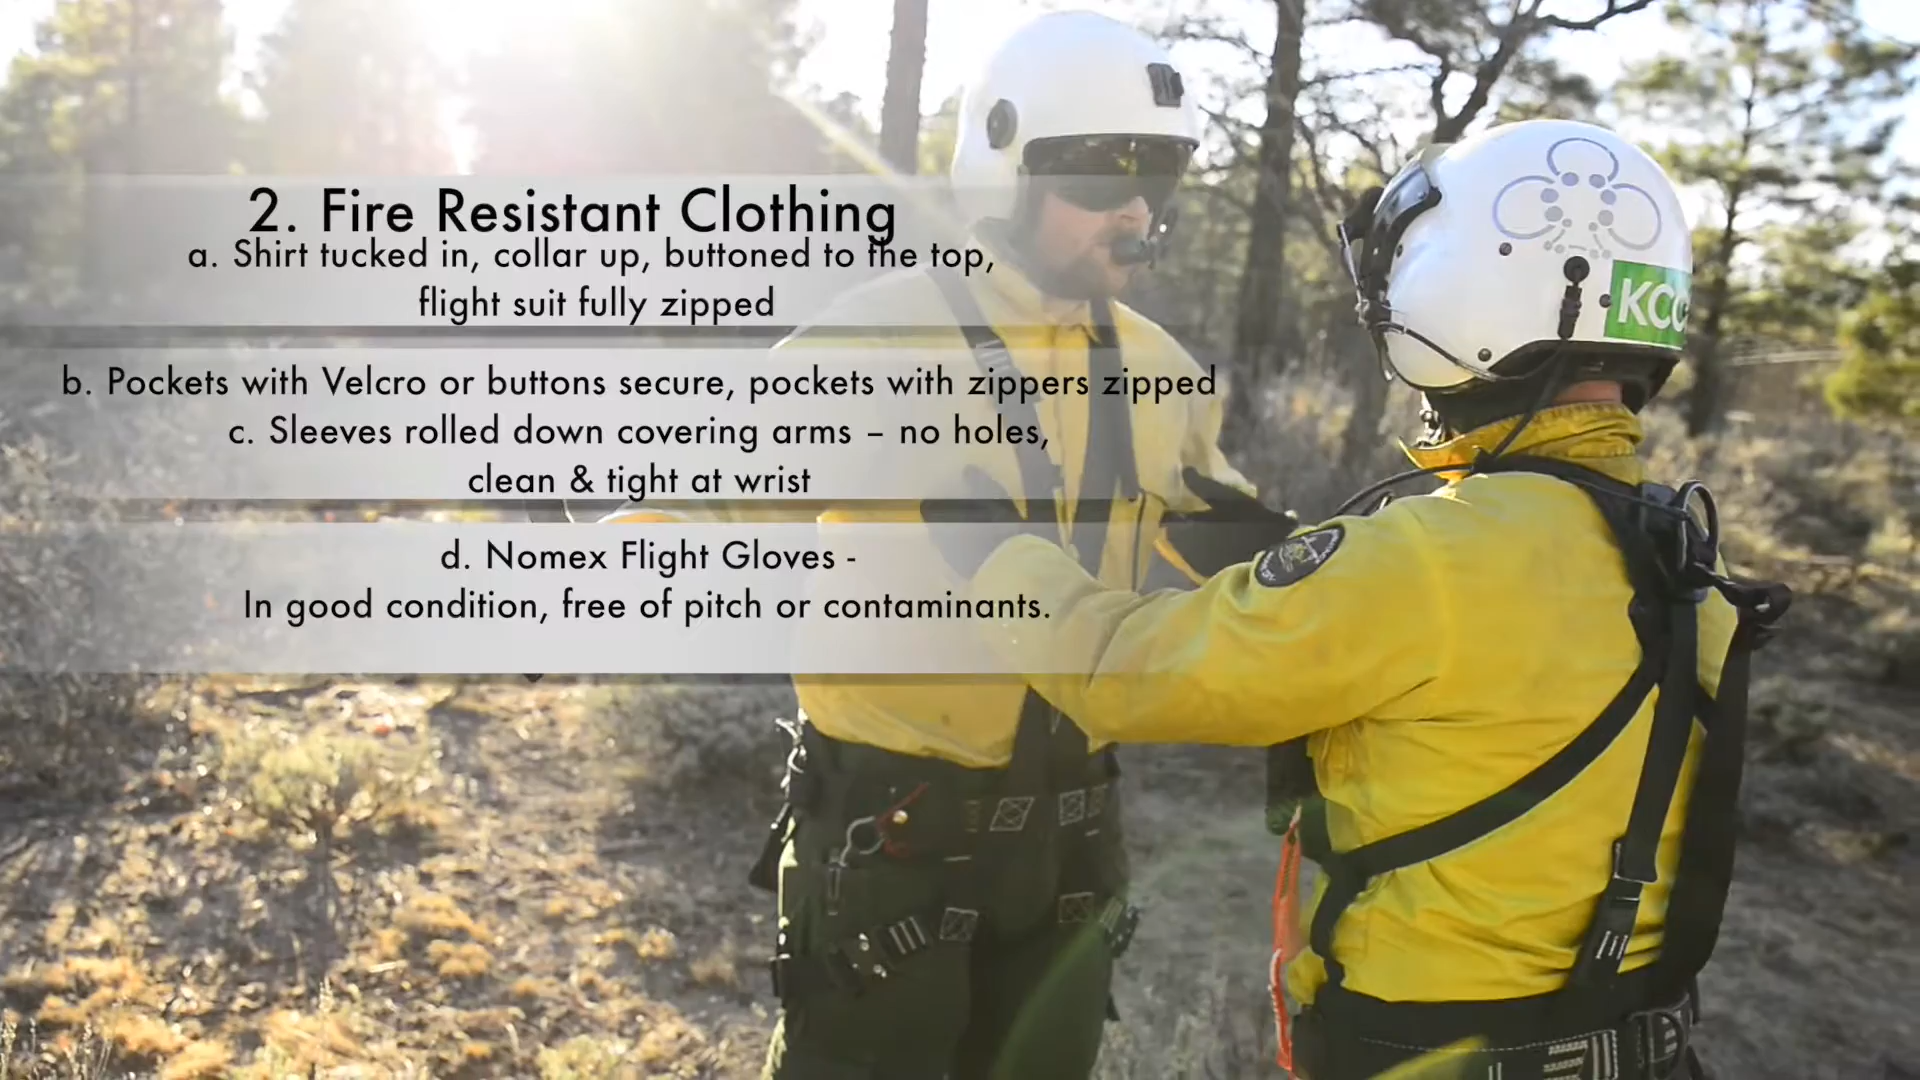 2. Fire Resistant Clothing
a. Shirt tucked in, collar up, buttoned to the top,
flight suit fully zipped
b. Pockets with Velcro or buttons secure, pockets with zippers zipped
c. Sleeves rolled down covering arms – no holes,
clean & tight at wrist
d. Nomex Flight Gloves -
In good condition, free of pitch or contaminants.
KCC